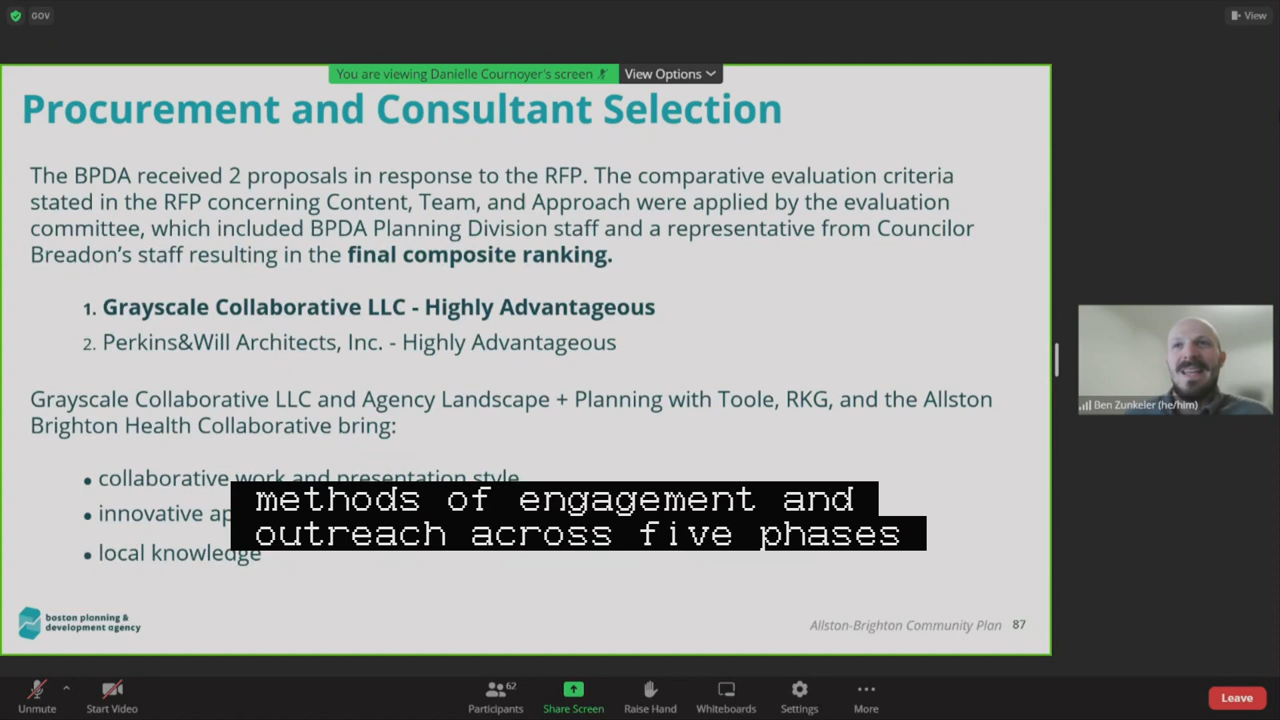 GOV
View
You are viewing Danielle Cournoyer's screen
View Options
Procurement and Consultant Selection
The BPDA received 2 proposals in response to the RFP. The comparative evaluation criteria
stated in the RFP concerning Content, Team, and Approach were applied by the evaluation
committee, which included BPDA Planning Division staff and a representative from Councilor
Breadon's staff resulting in the final composite ranking.
1. Grayscale Collaborative LLC - Highly Advantageous
2. Perkins&Will Architects, Inc. - Highly Advantageous
Grayscale Collaborative LLC and Agency Landscape + Planning with Toole, RKG, and the Allston
Brighton Health Collaborative bring:
• collaborative work and presentation style
• innovative
• local knowledge
methods of engagement and
outreach across five phases
boston planning &
development agency
Allston-Brighton Community Plan 87
Ben Zunkeler (he/him)
Unmute
Start Video
62
Participants
Share Screen
Raise Hand
Whiteboards
Settings
More
Leave